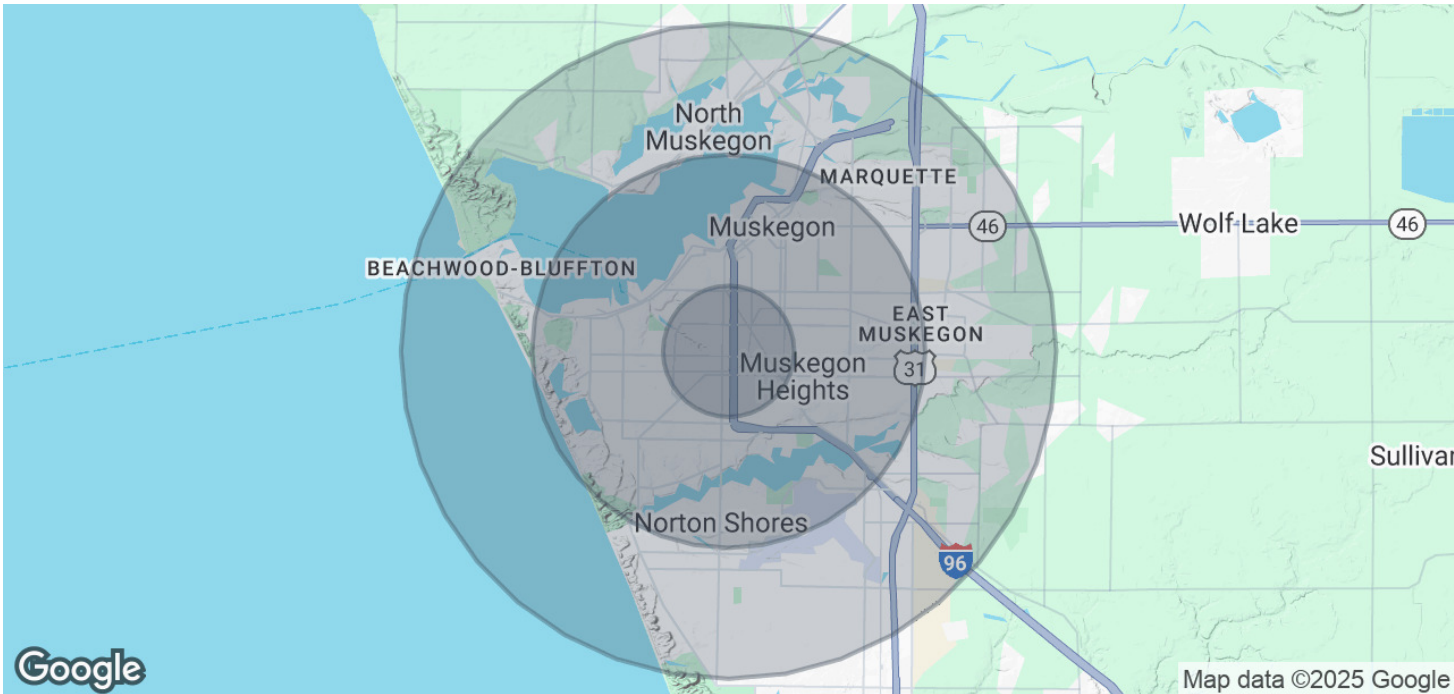 North
Muskegon
MARQUETTE
Muskegon
46
Wolf Lake
46
BEACHWOOD-BLUFFTON
EAST
MUSKEGON
Muskegon
Heights
31
Sullivar
Norton Shores
96
Google
Map data ©2025 Google